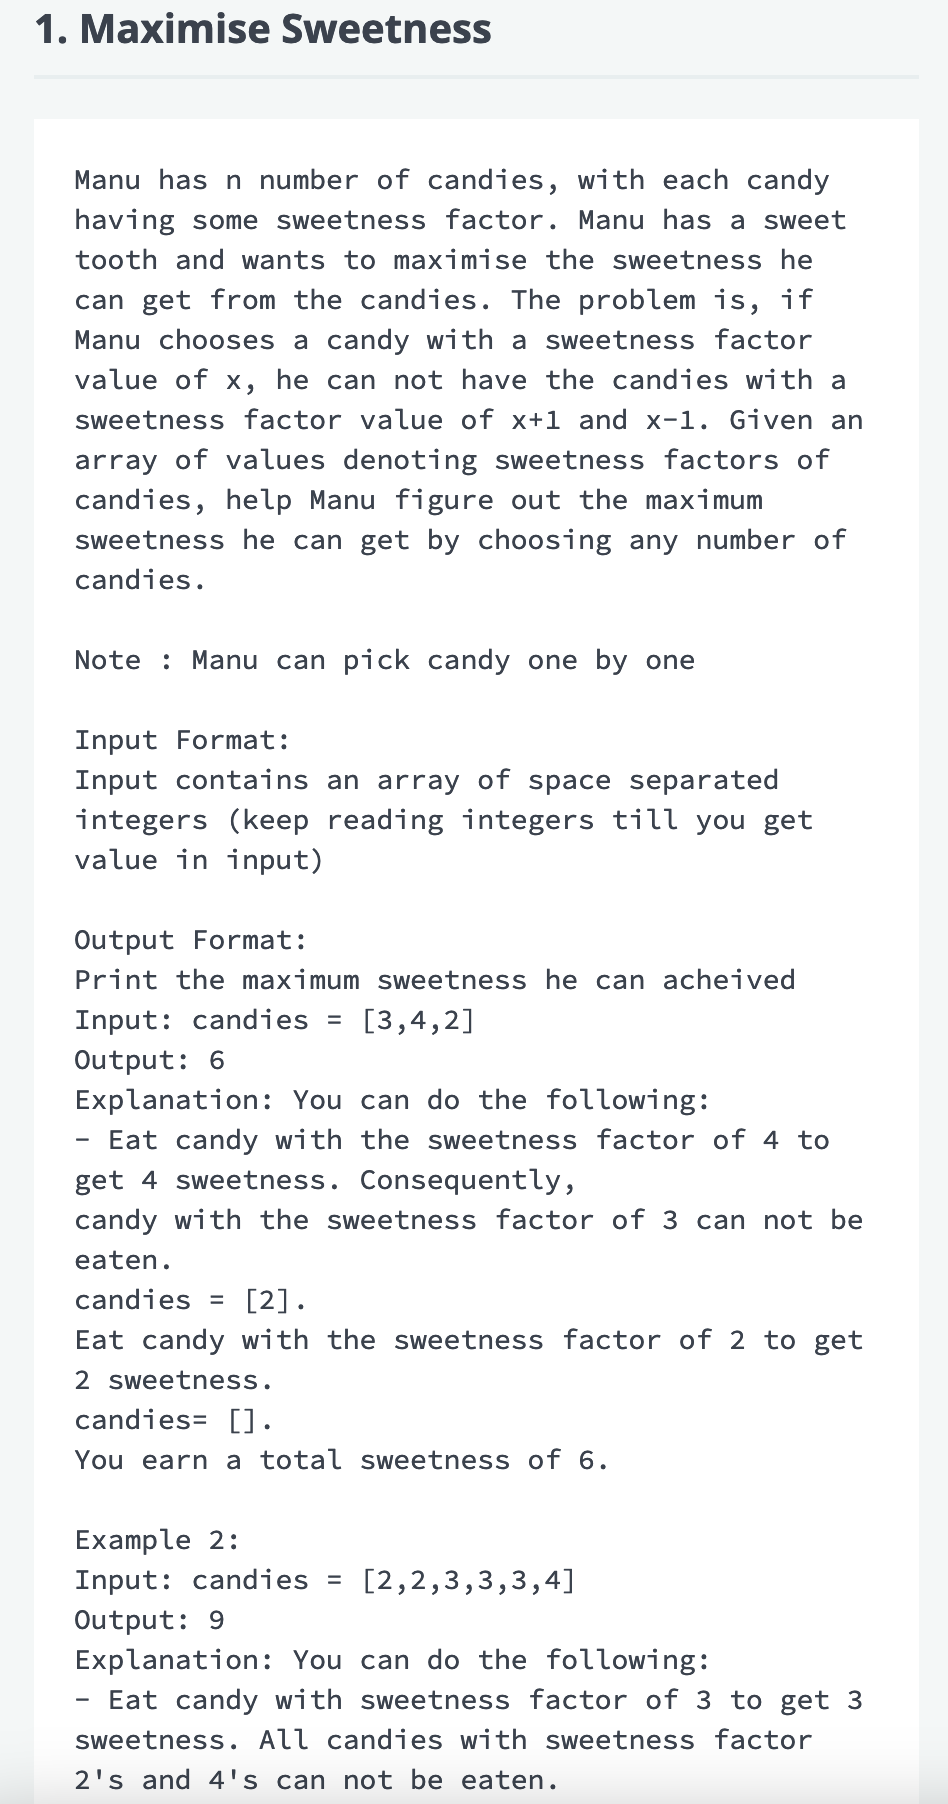 1. Maximise Sweetness
Manu has n number of candies, with each candy
having some sweetness factor. Manu has a sweet
tooth and wants to maximise the sweetness he
can get from the candies. The problem is, if
Manu chooses a candy with a sweetness factor
value of x, he can not have the candies with a
sweetness factor value of x+1 and x-1. Given an
array of values denoting sweetness factors of
candies, help Manu figure out the maximum
sweetness he can get by choosing any number of
candies.
Note : Manu can pick candy one by one
Input Format:
Input contains an array of space separated
integers (keep reading integers till you get
value in input)
Output Format:
Print the maximum sweetness he can acheived
Input: candies = [3,4,2]
Output: 6
Explanation: You can do the following:
- Eat candy with the sweetness factor of 4 to
get 4 sweetness. Consequently,
candy with the sweetness factor of 3 can not be
eaten.
candies = [2].
Eat candy with the sweetness factor of 2 to get
2 sweetness.
candies= [].
You earn a total sweetness of 6.
Example 2:
Input: candies = [2,2,3,3,3,4]
Output: 9
Explanation: You can do the following:
- Eat candy with sweetness factor of 3 to get 3
sweetness. All candies with sweetness factor
2's and 4's can not be eaten.